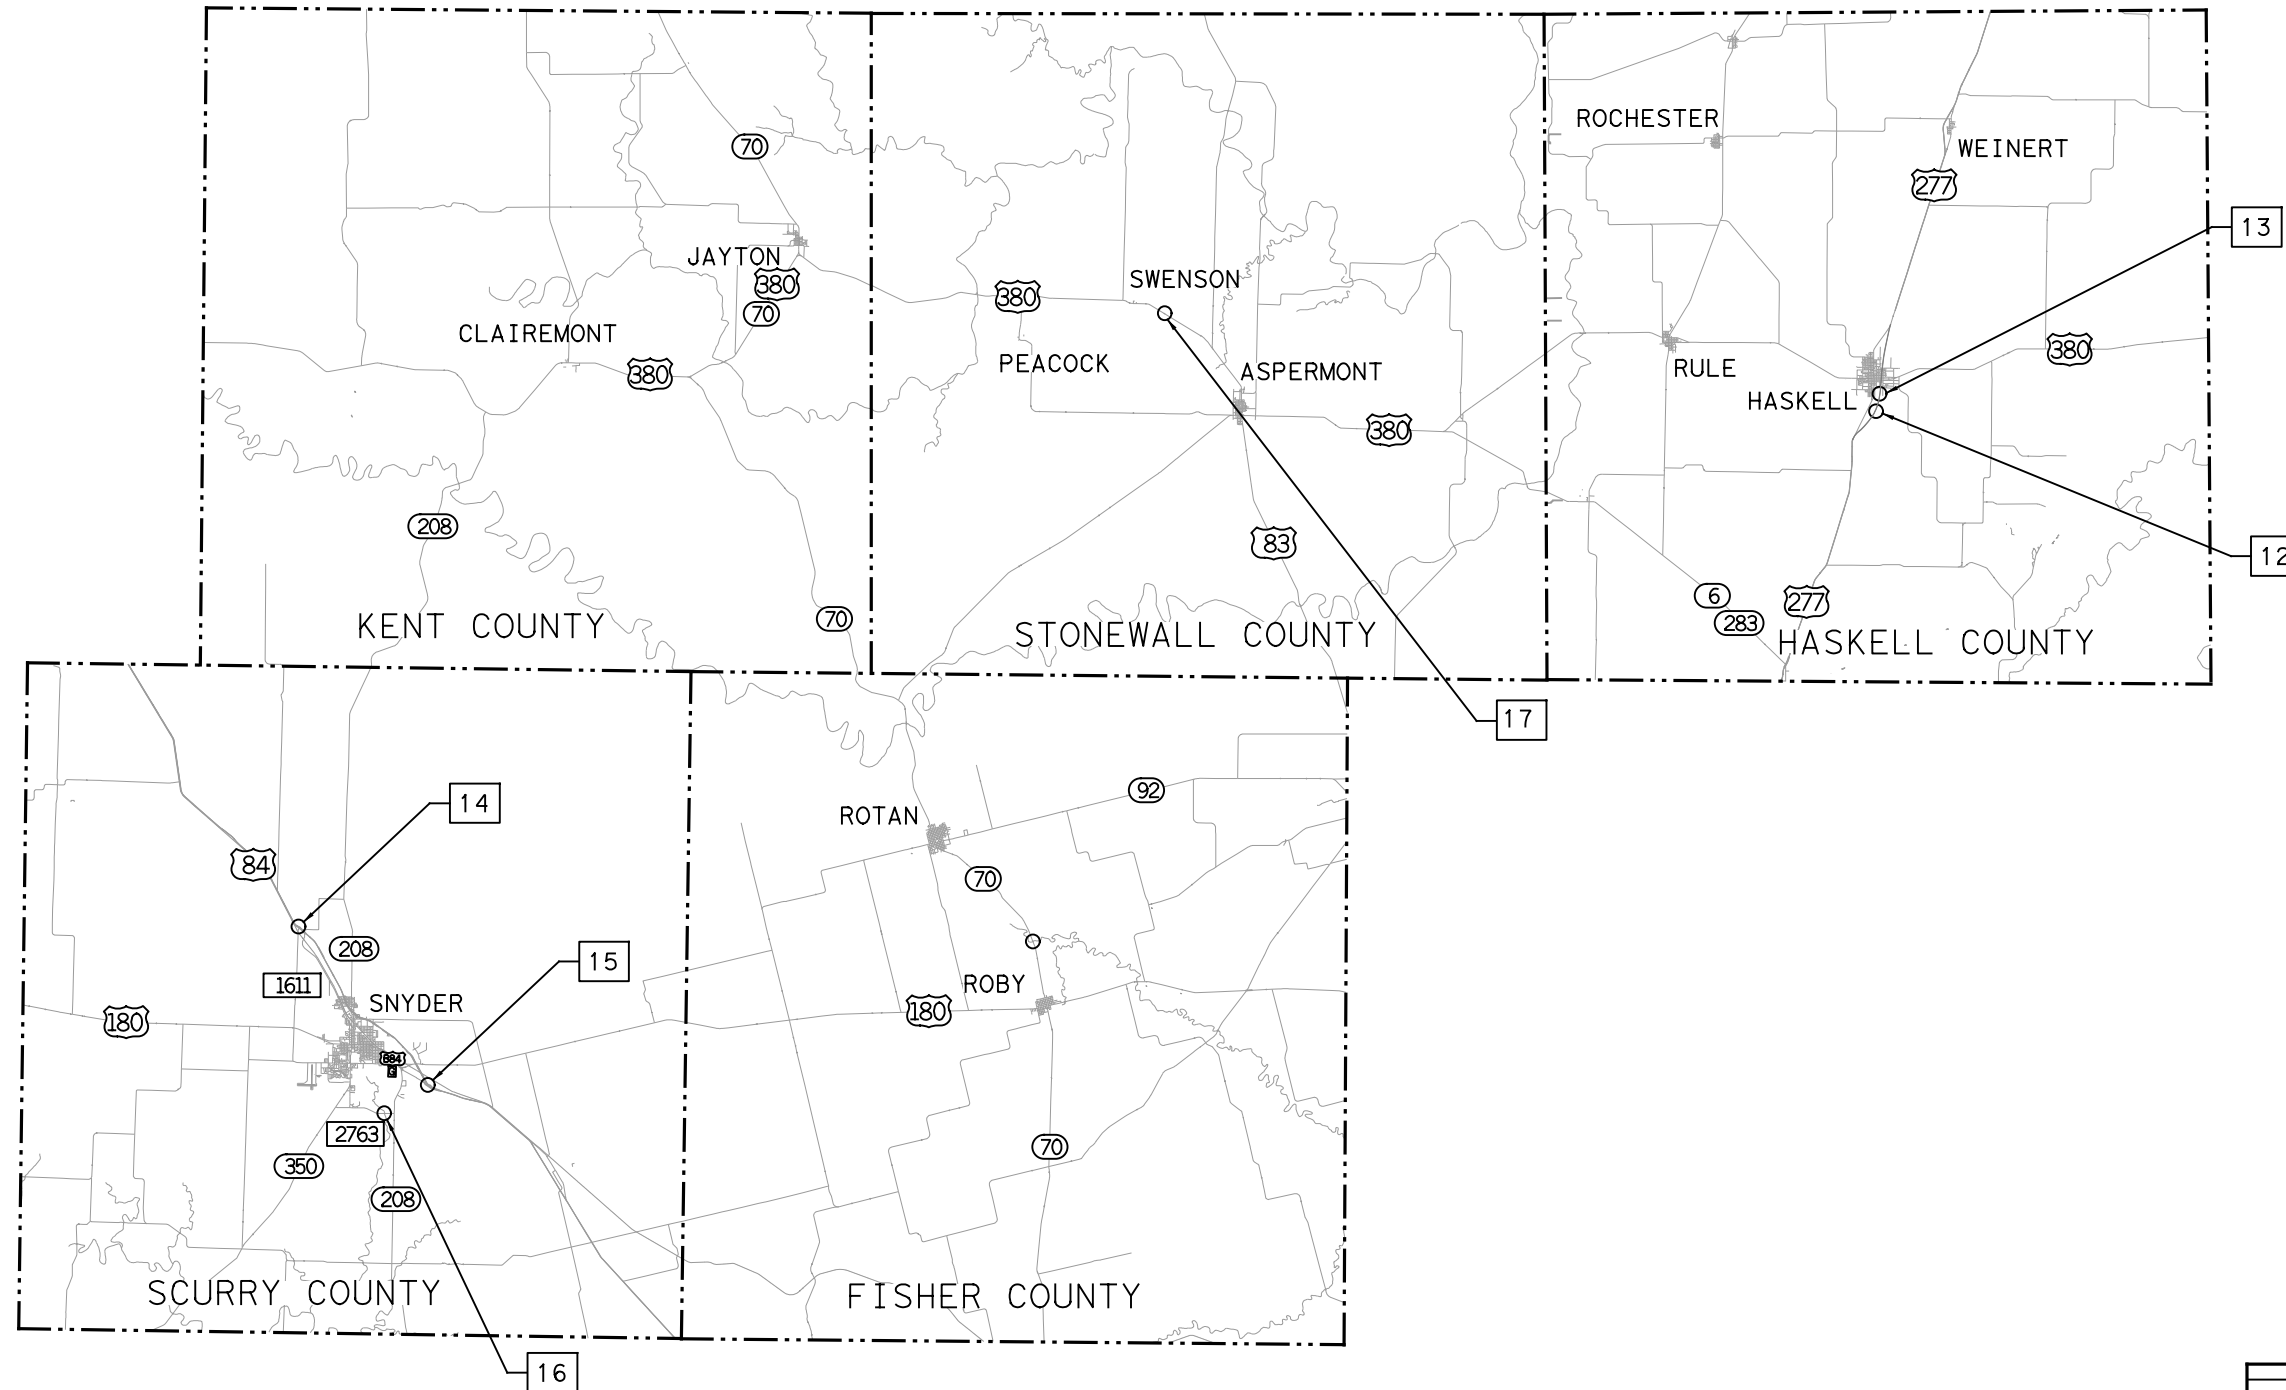 ROCHESTER
WEINERT
70
277
13
JAYTON
380
SWENSON
380
70
CLAIREMONT
380
PEACOCK
ASPERMONT
RULE
380
HASKELL
380
208
83
12
6
277
283
70
KENT COUNTY
STONEWALL COUNTY
HASKELL COUNTY
17
14
92
ROTAN
84
70
208
15
1611
SNYDER
ROBY
180
180
2763
350
70
208
SCURRY COUNTY
FISHER COUNTY
16